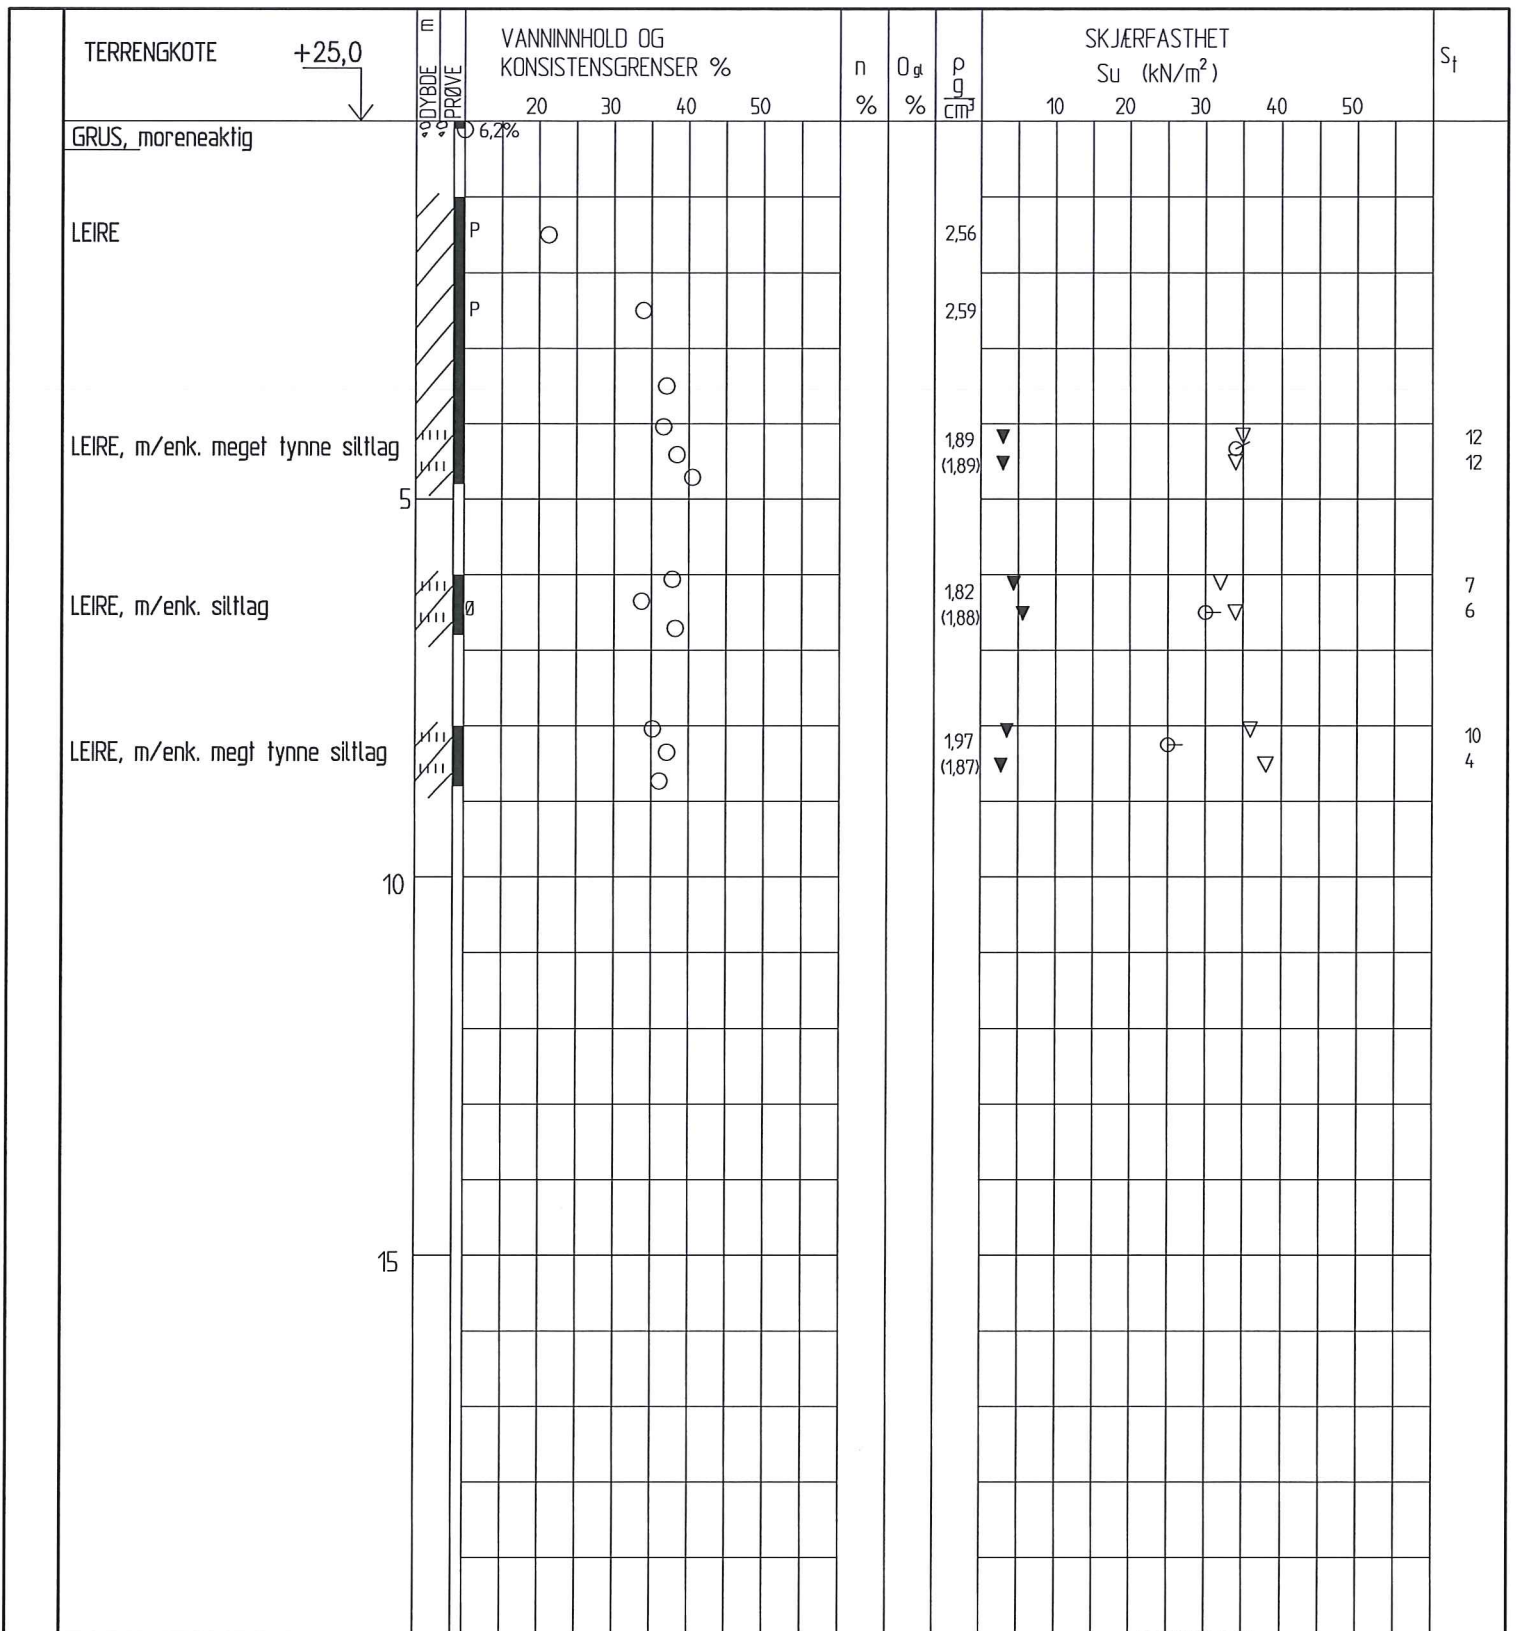 TERRENGKOTE +25,0
m
DYBDE
PRØVE
VANNINNHOLD OG
KONSISTENSGRENSER %
20 30 40 50
n
%
O gl
%
ρ
g
cm³
SKJÆRFASTHET
Su (kN/m²)
10 20 20 40 50
St
GRUS, moreneaktig
6,2%
LEIRE
P
2,56
P
2,59
LEIRE, m/enk. meget tynne siltlag
1,89
(1,89)
12
12
5
LEIRE, m/enk. siltlag
Ø
1,82
(1,88)
7
6
LEIRE, m/enk. megt tynne siltlag
1,97
(1,87)
10
4
10
15